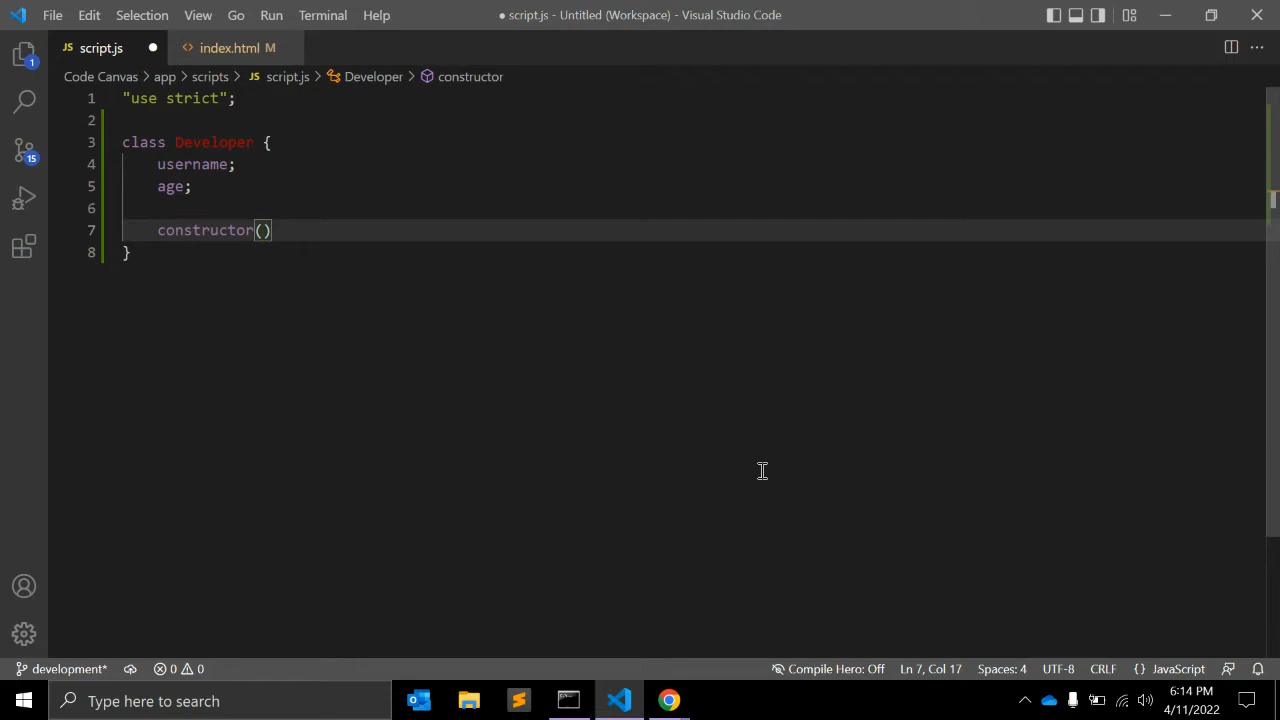 File Edit Selection View Go Run Terminal Help
● script.js - Untitled (Workspace) - Visual Studio Code
JS script.js ●
<> index.html M
1
Code Canvas > app > scripts > JS script.js > Developer > constructor
1 "use strict";
2
3 class Developer {
4 username;
5 age;
6
7 constructor()
8 }
15
development* 0 0
Compile Hero: Off Ln 7, Col 17 Spaces: 4 UTF-8 CRLF {} JavaScript
Type here to search
6:14 PM
4/11/2022